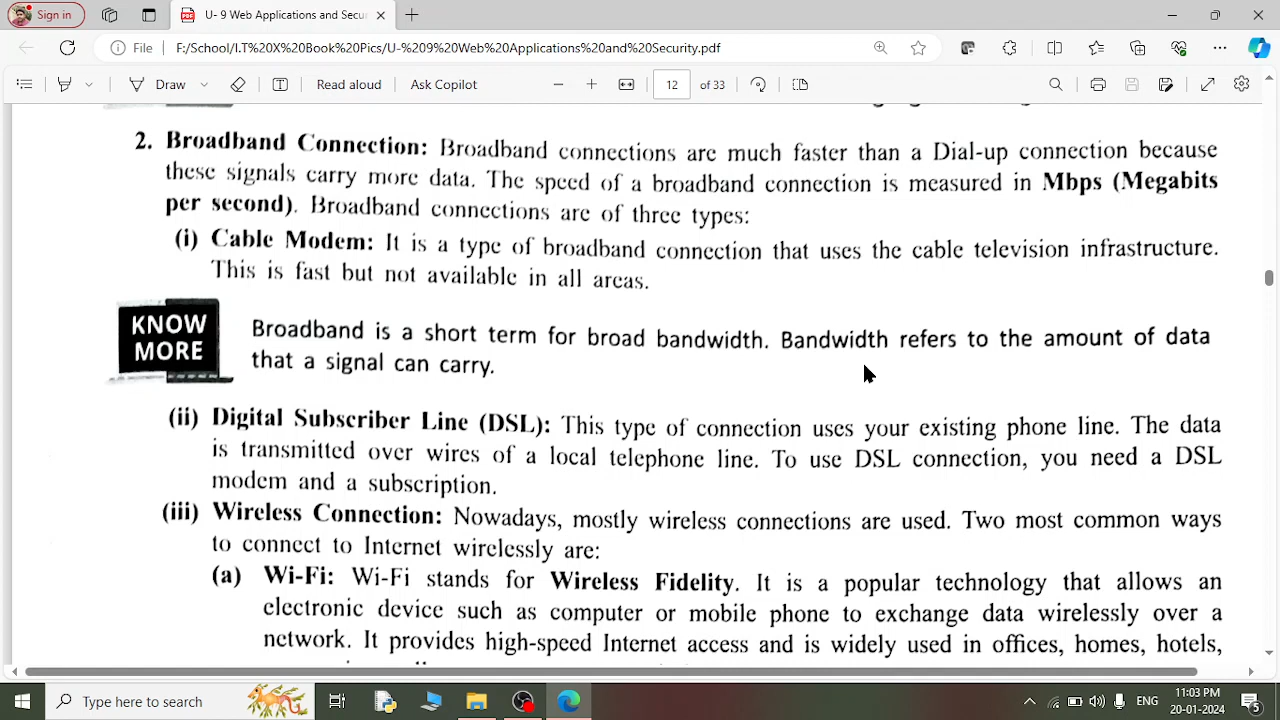 Sign in
U- 9 Web Applications and Secu
File
F:/School/I.T%20X%20Book%20Pics/U-%209%20Web%20Applications%20and%20Security.pdf
Draw
Read aloud
Ask Copilot
12 of 33
2. Broadband Connection: Broadband connections are much faster than a Dial-up connection because
these signals carry more data. The speed of a broadband connection is measured in Mbps (Megabits
per second). Broadband connections are of three types:
(i) Cable Modem: It is a type of broadband connection that uses the cable television infrastructure.
This is fast but not available in all areas.
KNOW
MORE
Broadband is a short term for broad bandwidth. Bandwidth refers to the amount of data
that a signal can carry.
(ii) Digital Subscriber Line (DSL): This type of connection uses your existing phone line. The data
is transmitted over wires of a local telephone line. To use DSL connection, you need a DSL
modem and a subscription.
(iii) Wireless Connection: Nowadays, mostly wireless connections are used. Two most common ways
to connect to Internet wirelessly are:
(a) Wi-Fi: Wi-Fi stands for Wireless Fidelity. It is a popular technology that allows an
electronic device such as computer or mobile phone to exchange data wirelessly over a
network. It provides high-speed Internet access and is widely used in offices, homes, hotels,
Type here to search
ENG
11:03 PM
20-01-2024
5